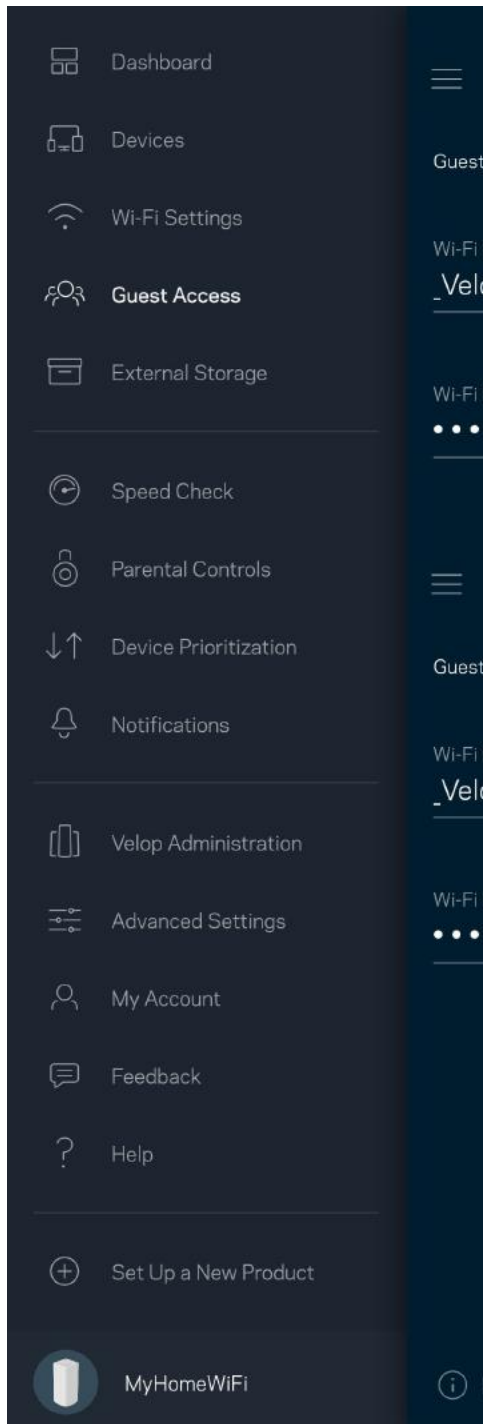 Dashboard
Devices
Wi-Fi Settings
Guest Access
External Storage
Speed Check
Parental Controls
Device Prioritization
Notifications
Velop Administration
Advanced Settings
My Account
Feedback
Help
Set Up a New Product
MyHomeWiFi
Guest
Wi-Fi
_Velo
Wi-Fi
•••
Guest
Wi-Fi
_Velo
Wi-Fi
•••